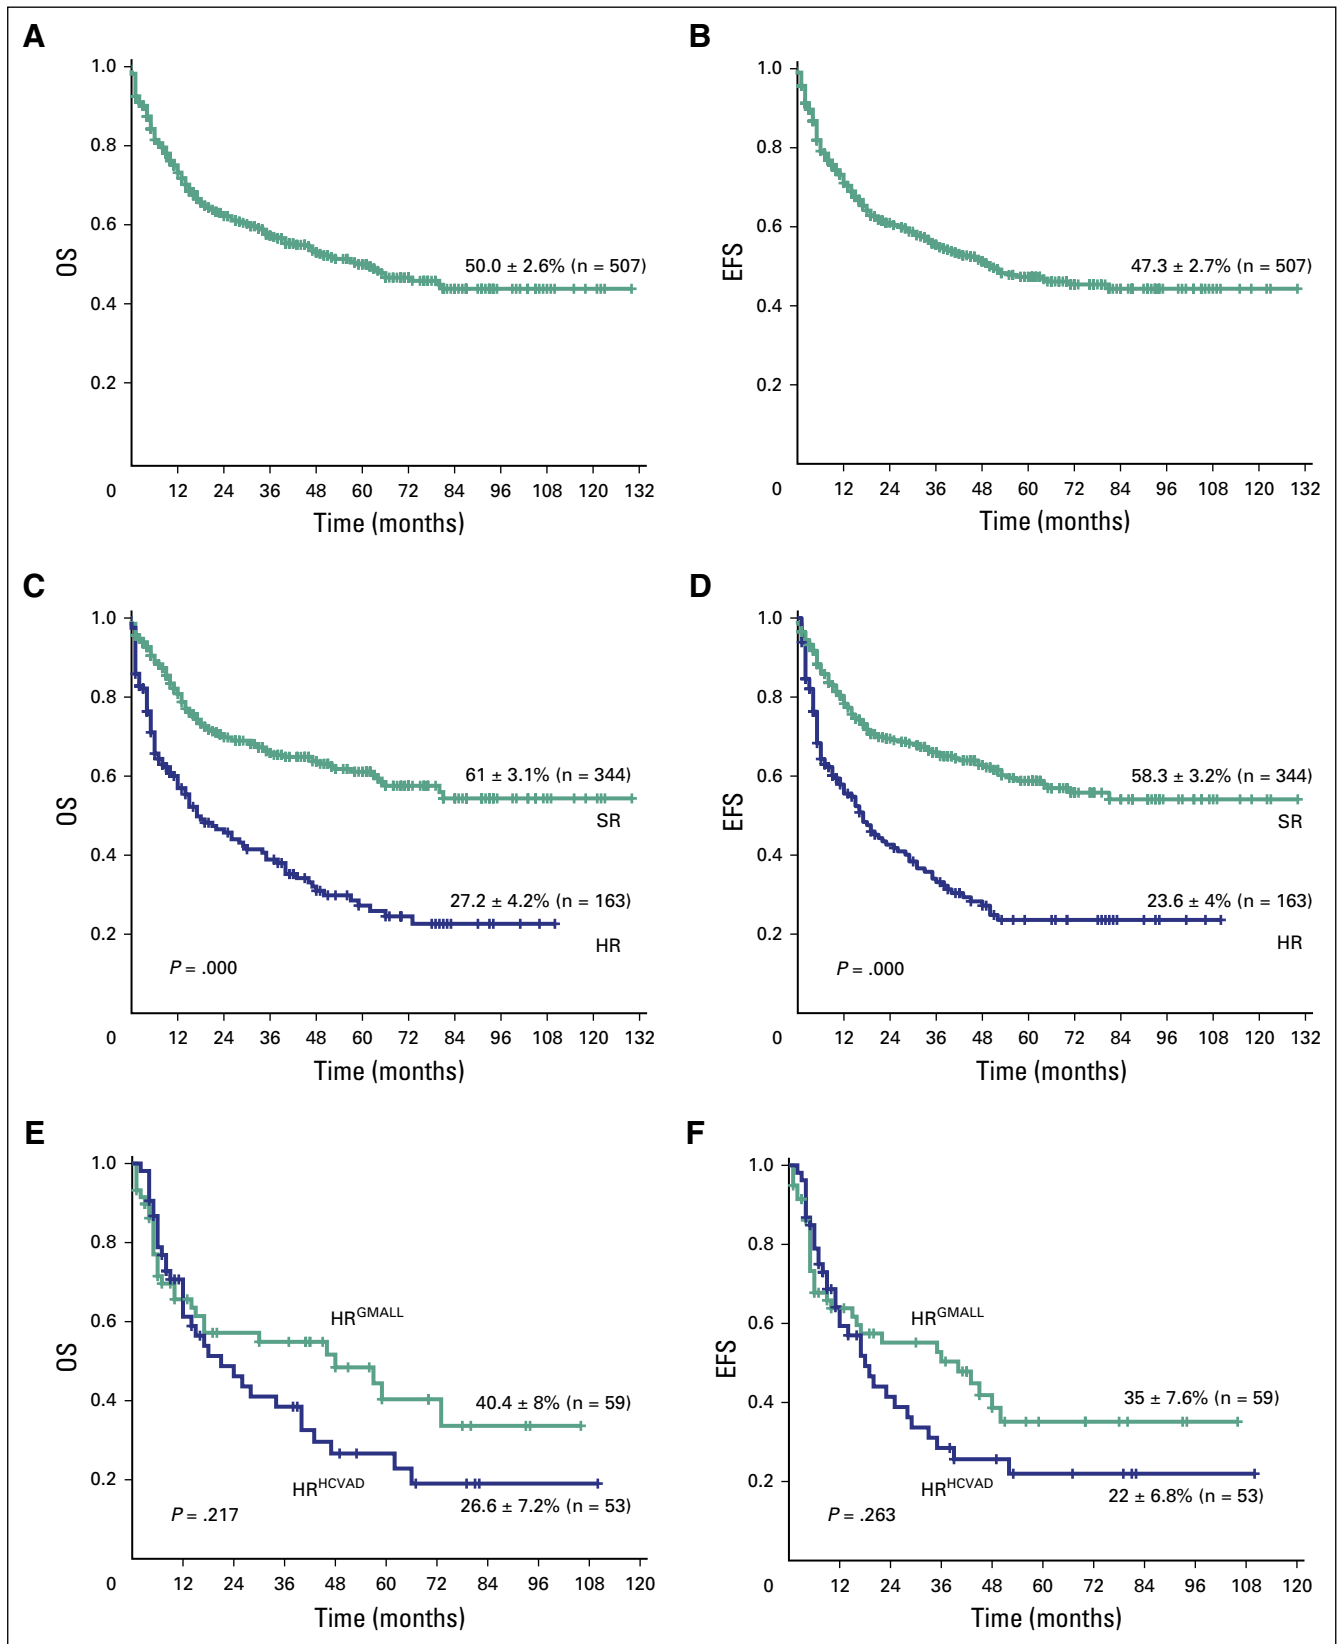 A
1.0
0.8
0.6
0.4
0.2
OS
50.0 ± 2.6% (n = 507)
0 12 24 36 48 60 72 84 96 108 120 132
Time (months)
B
1.0
0.8
0.6
0.4
0.2
EFS
47.3 ± 2.7% (n = 507)
0 12 24 36 48 60 72 84 96 108 120 132
Time (months)
C
1.0
0.8
0.6
0.4
0.2
OS
61 ± 3.1% (n = 344)
SR
27.2 ± 4.2% (n = 163)
HR
P = .000
0 12 24 36 48 60 72 84 96 108 120 132
Time (months)
D
1.0
0.8
0.6
0.4
0.2
EFS
58.3 ± 3.2% (n = 344)
SR
23.6 ± 4% (n = 163)
HR
P = .000
0 12 24 36 48 60 72 84 96 108 120 132
Time (months)
E
1.0
0.8
0.6
0.4
0.2
OS
HRGMALL
40.4 ± 8% (n = 59)
HRHCVAD
26.6 ± 7.2% (n = 53)
P = .217
0 12 24 36 48 60 72 84 96 108 120
Time (months)
F
1.0
0.8
0.6
0.4
0.2
EFS
HRGMALL
35 ± 7.6% (n = 59)
HRHCVAD
22 ± 6.8% (n = 53)
P = .263
0 12 24 36 48 60 72 84 96 108 120
Time (months)